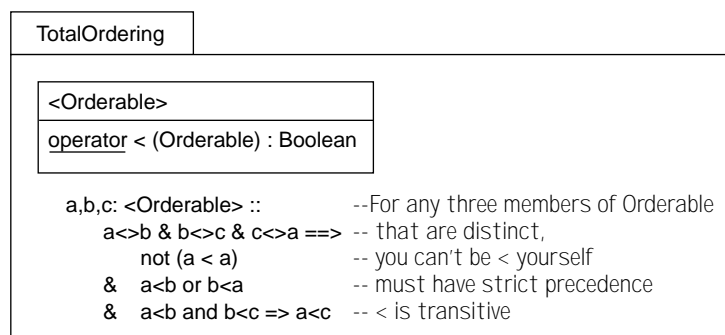 TotalOrdering
<Orderable>
operator < (Orderable) : Boolean
a,b,c: <Orderable> :: --For any three members of Orderable
a<>b & b<>c & c<>a ==> -- that are distinct,
not (a < a) -- you can't be < yourself
& a<b or b<a -- must have strict precedence
& a<b and b<c => a<c -- < is transitive